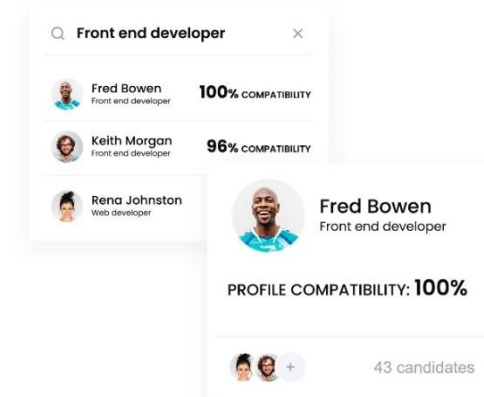 Front end developer
Fred Bowen
Front end developer
100% COMPATIBILITY
Keith Morgan
Front end developer
96% COMPATIBILITY
Rena Johnston
Web developer
Fred Bowen
Front end developer
PROFILE COMPATIBILITY: 100%
43 candidates